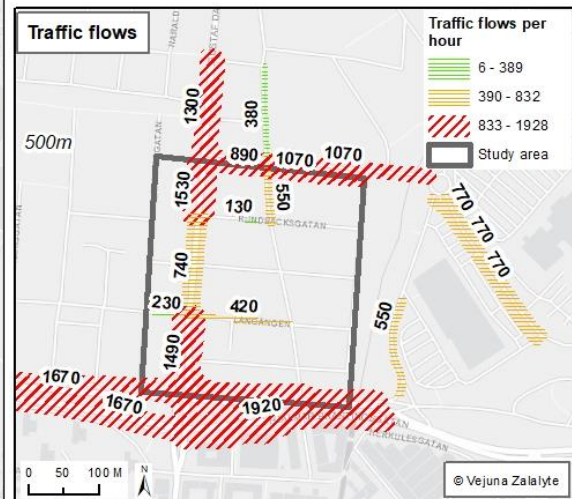 Traffic flows
Traffic flows per
hour
6 - 389
390 - 832
833 - 1928
Study area
500m
1300
380
890
1070
1070
1530
550
130
RUNDBÄCKSGATAN
770
770
770
740
230
420
LÄNGÄNGEN
550
1490
1670
1670
1920
HERKULESGATAN
0 50 100 M
N
© Vejuna Zalalyte